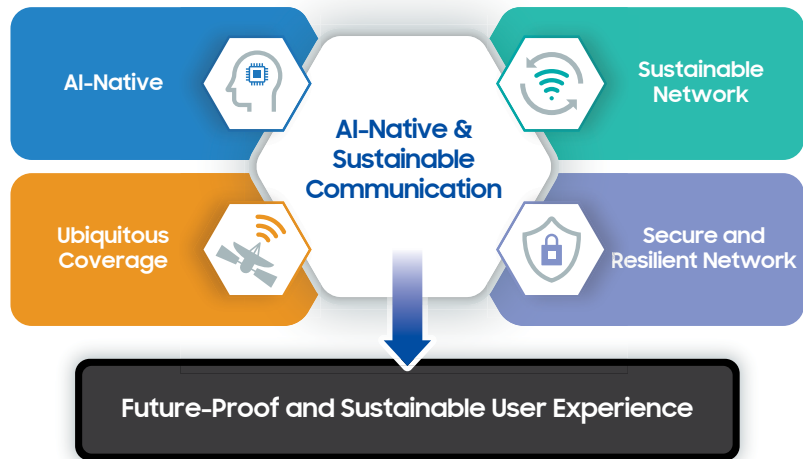 AI-Native
Sustainable
Network
AI-Native &
Sustainable
Communication
Ubiquitous
Coverage
Secure and
Resilient Network
Future-Proof and Sustainable User Experience